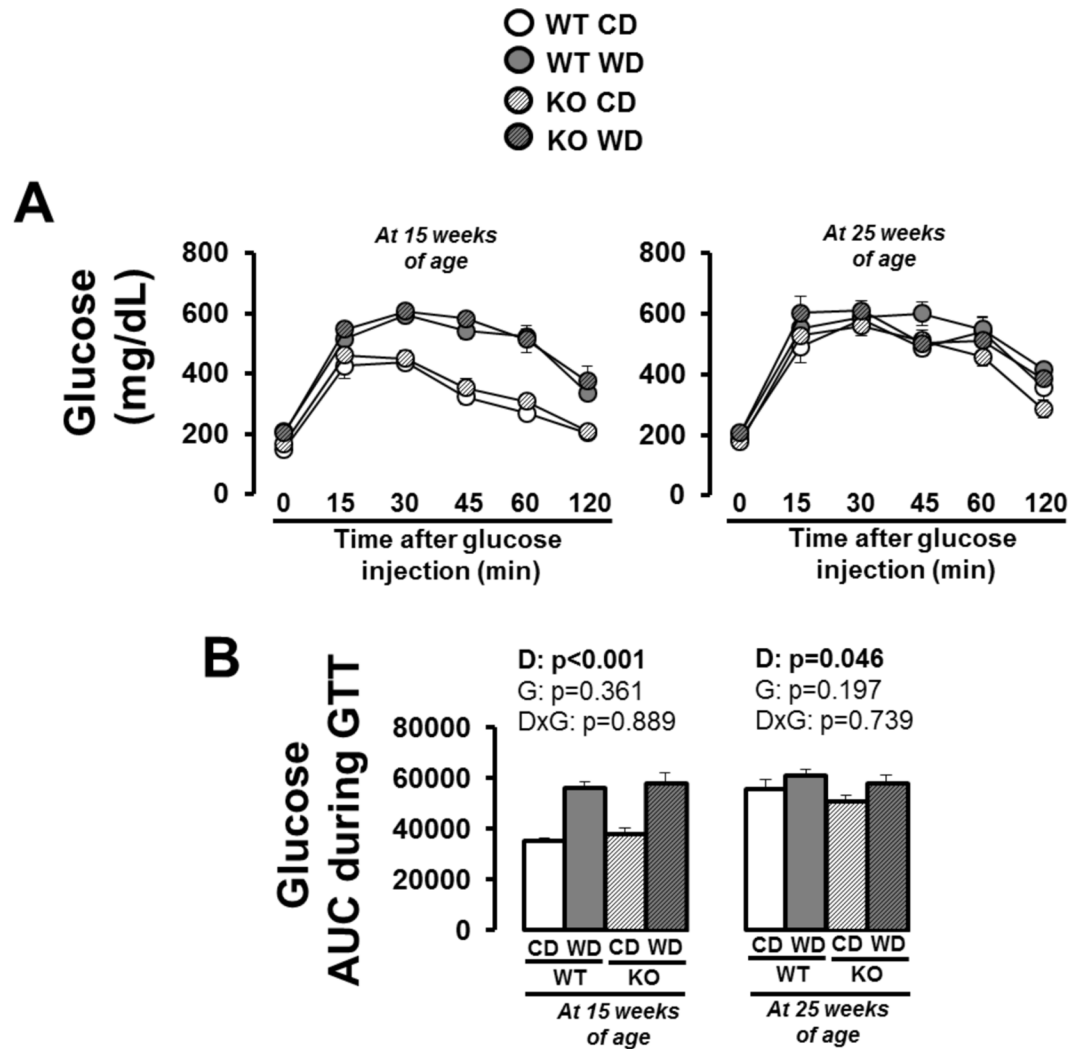 WT CD
WT WD
KO CD
KO WD
A
At 15 weeks
of age
Glucose
(mg/dL)
800
600
400
200
0
0 15 30 45 60 120
Time after glucose
injection (min)
At 25 weeks
of age
800
600
400
200
0
0 15 30 45 60 120
Time after glucose
injection (min)
B
Glucose
AUC during GTT
80000
60000
40000
20000
0
D: p<0.001
G: p=0.361
DxG: p=0.889
CD WD CD WD
WT KO
At 15 weeks
of age
D: p=0.046
G: p=0.197
DxG: p=0.739
CD WD CD WD
WT KO
At 25 weeks
of age